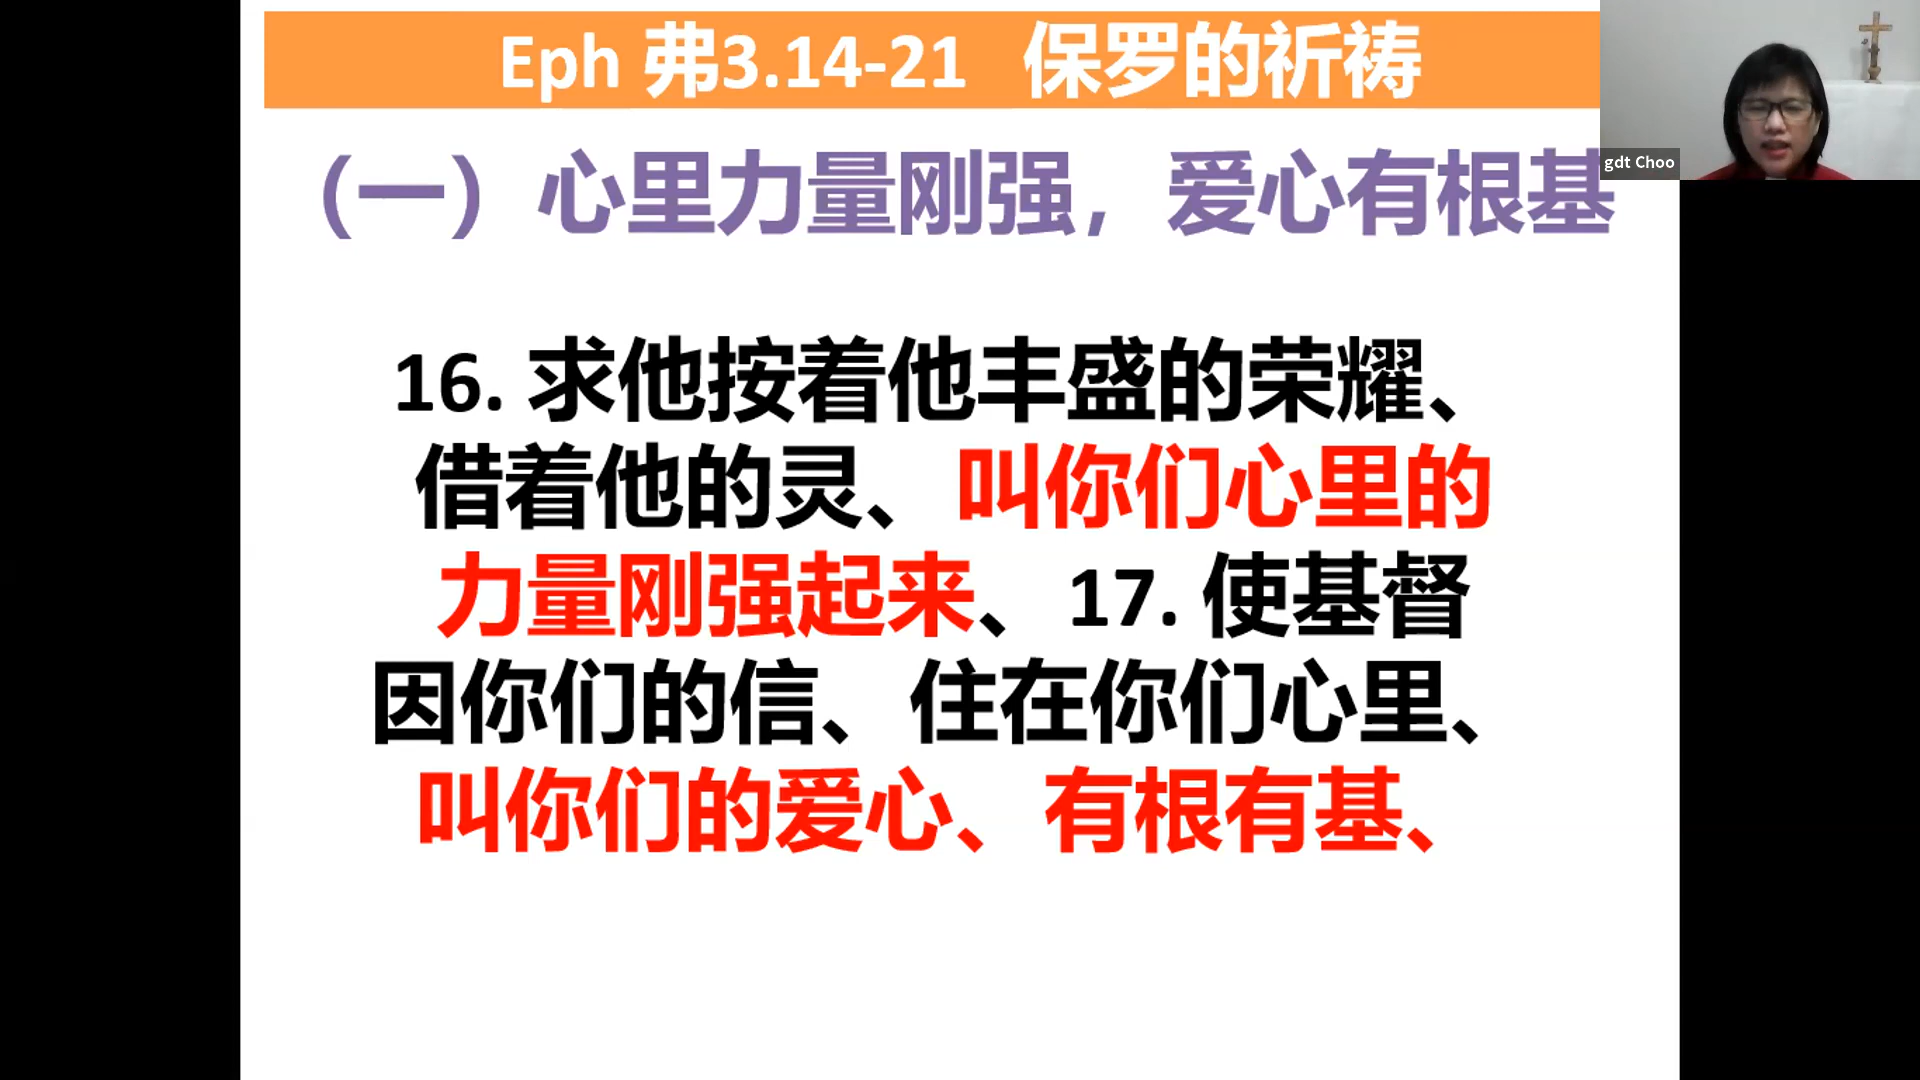 Eph 弗3.14-21 保罗的祈祷
gdt Choo
（一）心里力量刚强，爱心有根基
16. 求他按着他丰盛的荣耀、
借着他的灵、叫你们心里的
力量刚强起来、17. 使基督
因你们的信、住在你们心里、
叫你们的爱心、有根有基、